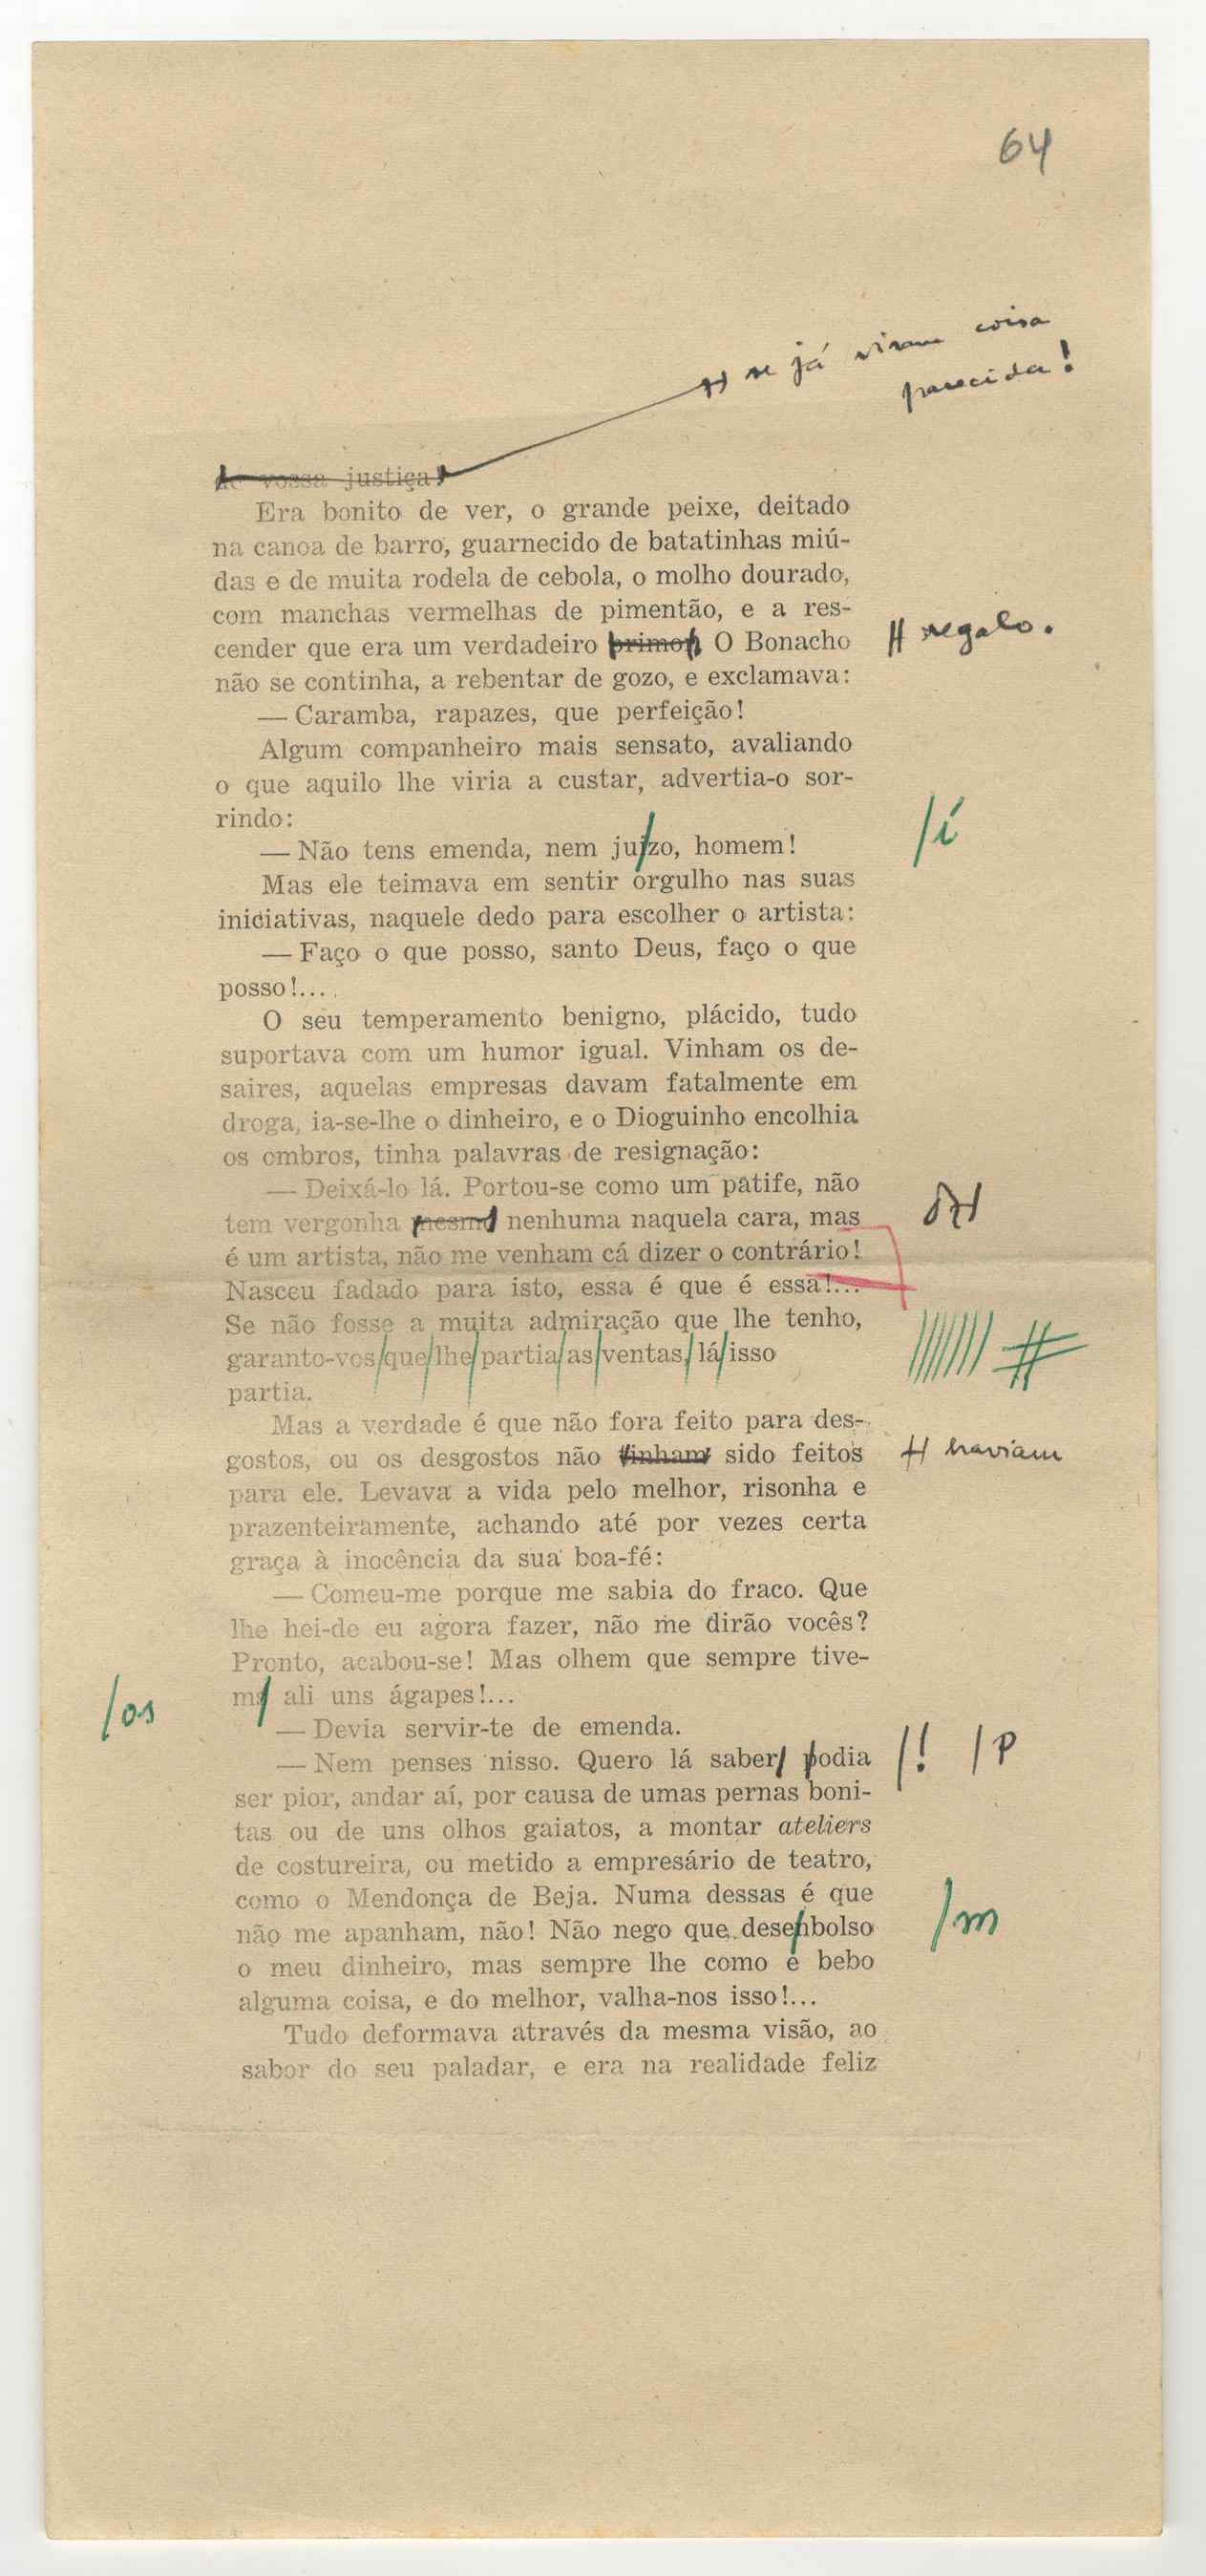 64
se já viram coisa
parecida!
de vossa justiça!
Era bonito de ver, o grande peixe, deitado
na canoa de barro, guarnecido de batatinhas miú-
das e de muita rodela de cebola, o molho dourado,
com manchas vermelhas de pimentão, e a res-
cender que era um verdadeiro primor. O Bonacho
regalo.
não se continha, a rebentar de gozo, e exclamava:
— Caramba, rapazes, que perfeição!
Algum companheiro mais sensato, avaliando
o que aquilo lhe viria a custar, advertia-o sor-
rindo:
/í
— Não tens emenda, nem juizo, homem!
Mas ele teimava em sentir orgulho nas suas
iniciativas, naquele dedo para escolher o artista:
— Faço o que posso, santo Deus, faço o que
posso!...
O seu temperamento benigno, plácido, tudo
suportava com um humor igual. Vinham os de-
saires, aquelas empresas davam fatalmente em
droga, ia-se-lhe o dinheiro, e o Dioguinho encolhia
os ombros, tinha palavras de resignação:
— Deixá-lo lá. Portou-se como um patife, não
tem vergonha mesmo nenhuma naquela cara, mas
é um artista, não me venham cá dizer o contrário!
Nasceu fadado para isto, essa é que é essa!...
Se não fosse a muita admiração que lhe tenho,
garanto-vos que lhe partia as ventas, lá isso
#
partia.
Mas a verdade é que não fora feito para des-
gostos, ou os desgostos não tinham sido feitos
haviam
para ele. Levava a vida pelo melhor, risonha e
prazenteiramente, achando até por vezes certa
graça à inocência da sua boa-fé:
— Comeu-me porque me sabia do fraco. Que
lhe hei-de eu agora fazer, não me dirão vocês?
Pronto, acabou-se! Mas olhem que sempre tive-
ms ali uns ágapes!...
/os
— Devia servir-te de emenda.
— Nem penses nisso. Quero lá saber, podia
/! /P
ser pior, andar aí, por causa de umas pernas boni-
tas ou de uns olhos gaiatos, a montar ateliers
de costureira, ou metido a empresário de teatro,
como o Mendonça de Beja. Numa dessas é que
não me apanham, não! Não nego que desenbolso
/m
o meu dinheiro, mas sempre lhe como e bebo
alguma coisa, e do melhor, valha-nos isso!...
Tudo deformava através da mesma visão, ao
sabor do seu paladar, e era na realidade feliz